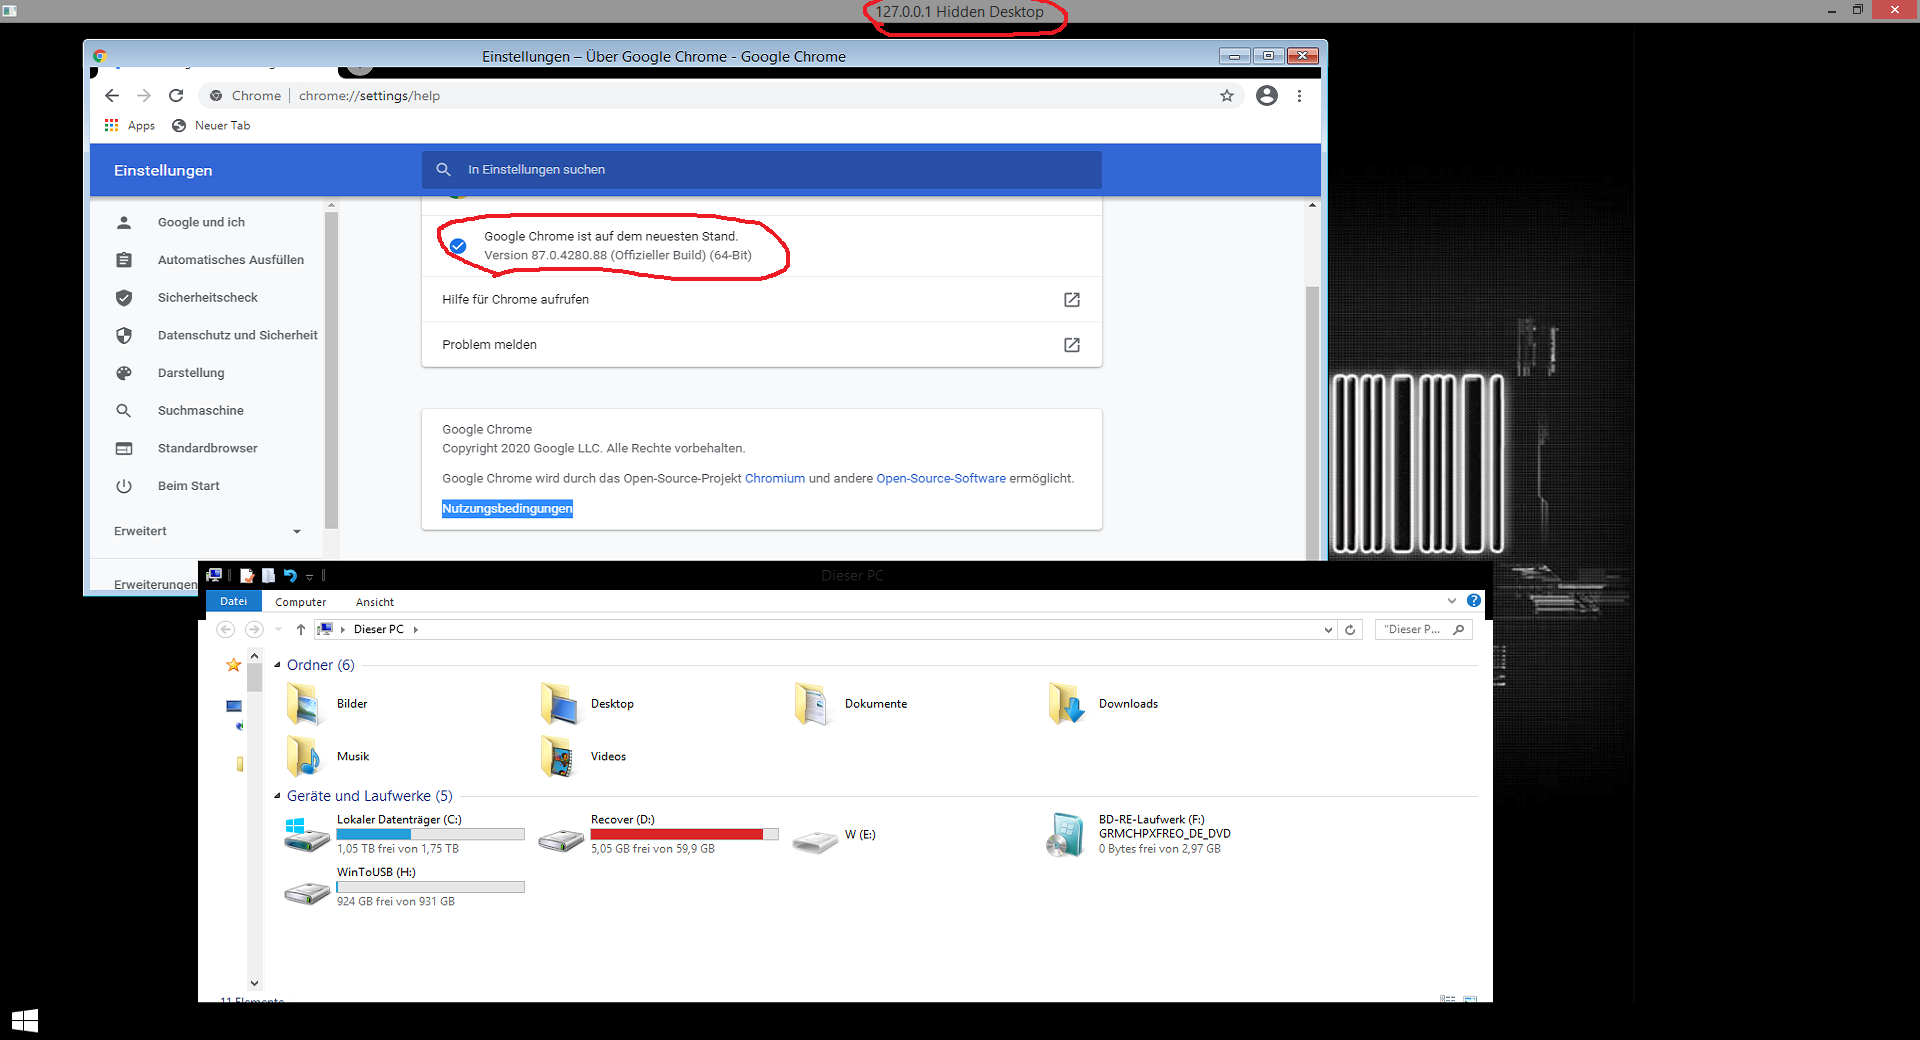 127.0.0.1 Hidden Desktop
Einstellungen – Über Google Chrome - Google Chrome
Chrome | chrome://settings/help
Apps Neuer Tab
Einstellungen
In Einstellungen suchen
Google und ich
Automatisches Ausfüllen
Sicherheitscheck
Datenschutz und Sicherheit
Darstellung
Suchmaschine
Standardbrowser
Beim Start
Erweitert
Erweiterungen
Google Chrome ist auf dem neuesten Stand.
Version 87.0.4280.88 (Offizieller Build) (64-Bit)
Hilfe für Chrome aufrufen
Problem melden
Google Chrome
Copyright 2020 Google LLC. Alle Rechte vorbehalten.
Google Chrome wird durch das Open-Source-Projekt Chromium und andere Open-Source-Software ermöglicht.
Nutzungsbedingungen
Dieser PC
Datei Computer Ansicht
Dieser PC
"Dieser P...
Ordner (6)
Bilder
Desktop
Dokumente
Downloads
Musik
Videos
Geräte und Laufwerke (5)
Lokaler Datenträger (C:)
1,05 TB frei von 1,75 TB
Recover (D:)
5,05 GB frei von 59,9 GB
W (E:)
BD-RE-Laufwerk (F:)
GRMCHPXFREO_DE_DVD
0 Bytes frei von 2,97 GB
WinToUSB (H:)
924 GB frei von 931 GB
11 Elemente